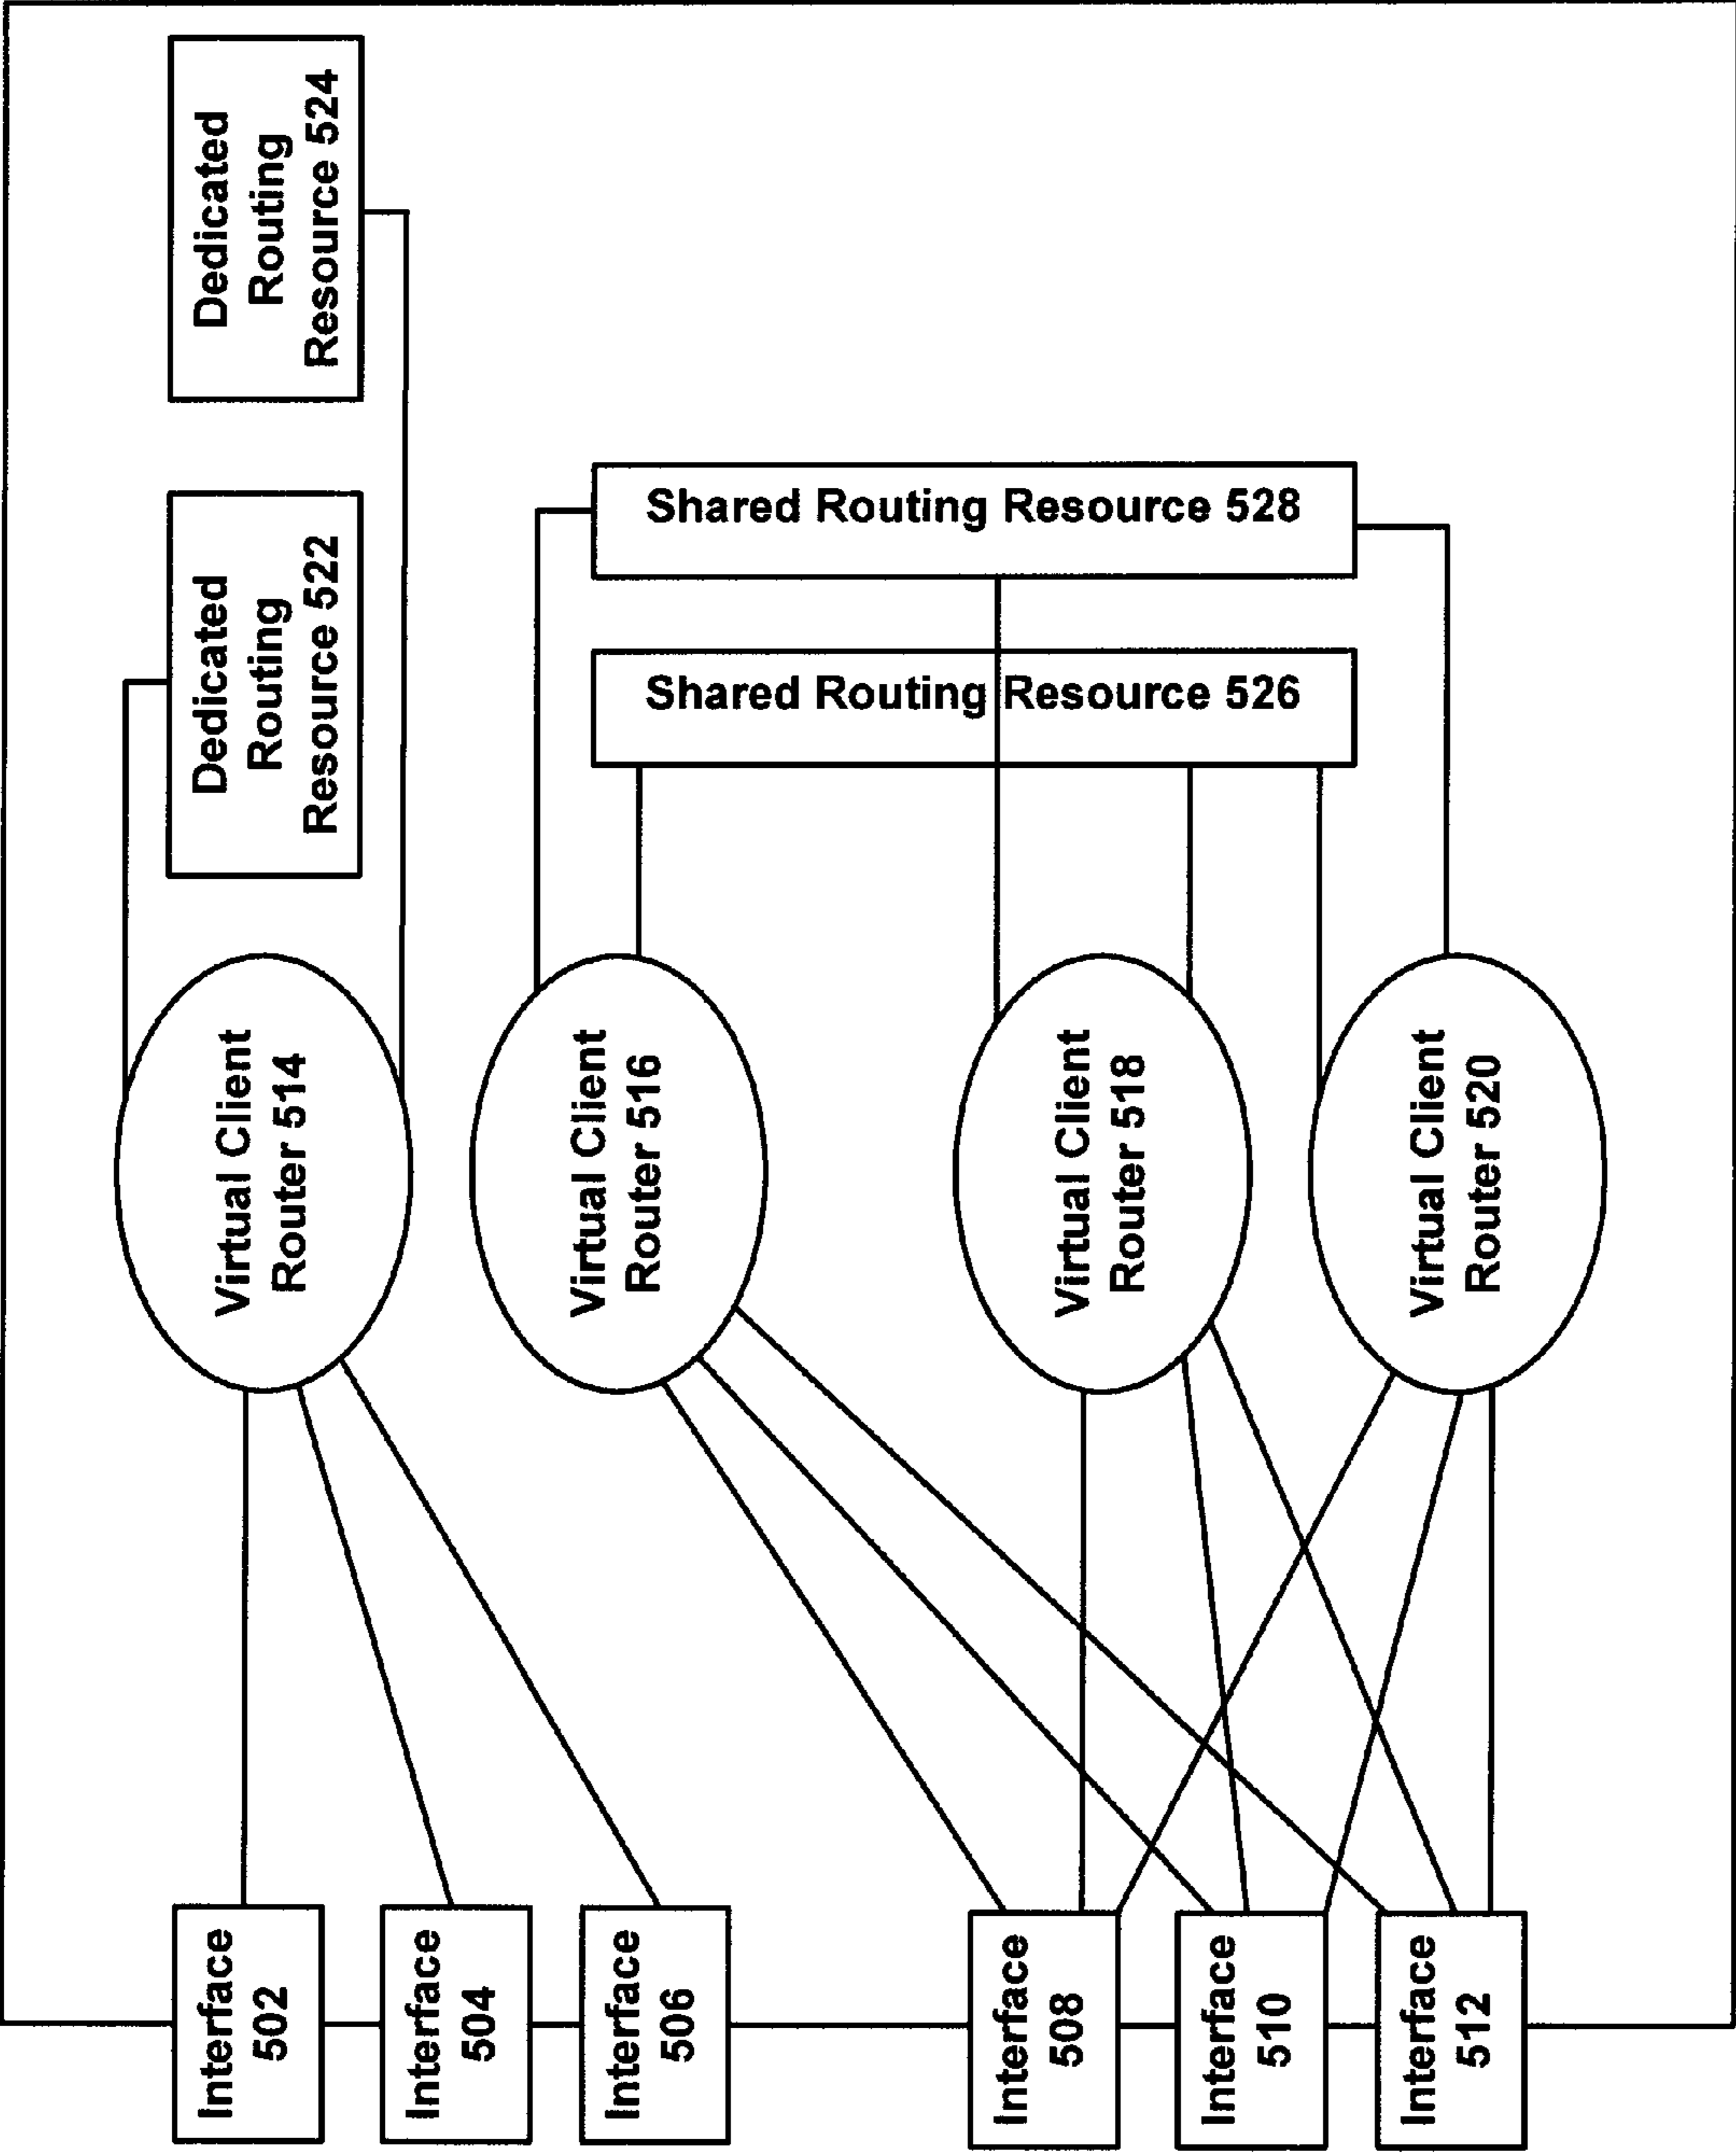 Dedicated
Routing
Resource 524
Dedicated
Routing
Resource 522
Shared Routing Resource 528
Shared Routing Resource 526
Virtual Client
Router 514
Virtual Client
Router 516
Virtual Client
Router 518
Virtual Client
Router 520
Interface
502
Interface
504
Interface
506
Interface
508
Interface
510
Interface
512